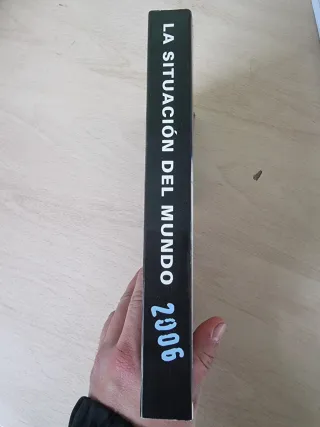 LA SITUACIÓN DEL MUNDO 2006